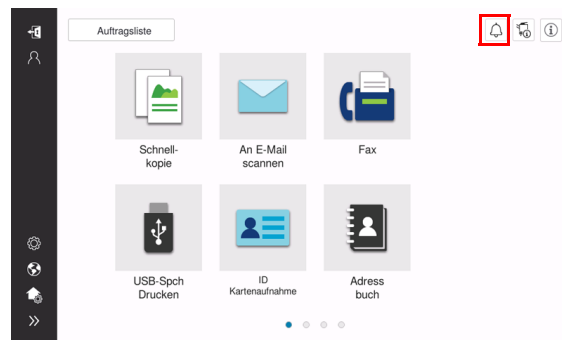 Auftragsliste
Schnell-
kopie
An E-Mail
scannen
Fax
USB-Spch
Drucken
ID
Kartenaufnahme
Adress
buch